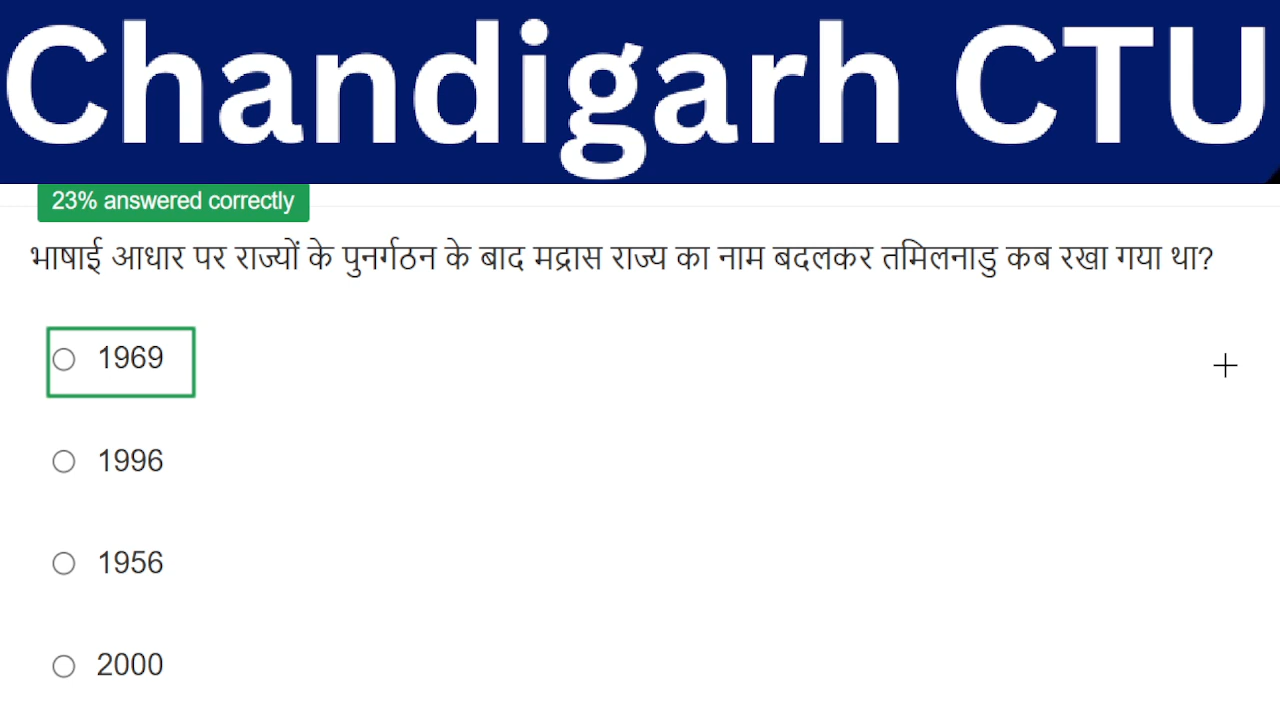 Chandigarh CTU
23% answered correctly
भाषाई आधार पर राज्यों के पुनर्गठन के बाद मद्रास राज्य का नाम बदलकर तमिलनाडु कब रखा गया था?
1969
1996
1956
2000